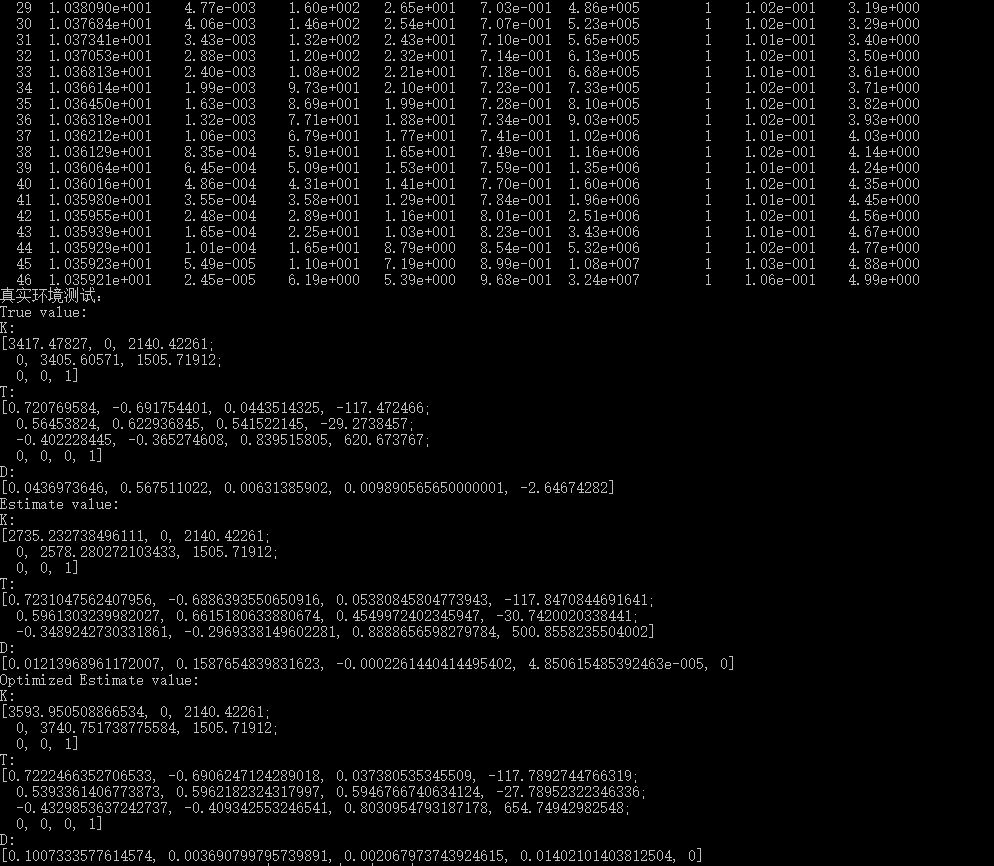 29 1.038090e+001 4.77e-003 1.60e+002 2.65e+001 7.03e-001 4.86e+005 1 1.02e-001 3.19e+000
30 1.037684e+001 4.06e-003 1.46e+002 2.54e+001 7.07e-001 5.23e+005 1 1.02e-001 3.29e+000
31 1.037341e+001 3.43e-003 1.32e+002 2.43e+001 7.10e-001 5.65e+005 1 1.01e-001 3.40e+000
32 1.037053e+001 2.88e-003 1.20e+002 2.32e+001 7.14e-001 6.13e+005 1 1.02e-001 3.50e+000
33 1.036813e+001 2.40e-003 1.08e+002 2.21e+001 7.18e-001 6.68e+005 1 1.01e-001 3.61e+000
34 1.036614e+001 1.99e-003 9.73e+001 2.10e+001 7.23e-001 7.33e+005 1 1.02e-001 3.71e+000
35 1.036450e+001 1.63e-003 8.69e+001 1.99e+001 7.28e-001 8.10e+005 1 1.02e-001 3.82e+000
36 1.036318e+001 1.32e-003 7.71e+001 1.88e+001 7.34e-001 9.03e+005 1 1.02e-001 3.93e+000
37 1.036212e+001 1.06e-003 6.79e+001 1.77e+001 7.41e-001 1.02e+006 1 1.01e-001 4.03e+000
38 1.036129e+001 8.35e-004 5.91e+001 1.65e+001 7.49e-001 1.16e+006 1 1.02e-001 4.14e+000
39 1.036064e+001 6.45e-004 5.09e+001 1.53e+001 7.59e-001 1.35e+006 1 1.01e-001 4.24e+000
40 1.036016e+001 4.86e-004 4.31e+001 1.41e+001 7.70e-001 1.60e+006 1 1.02e-001 4.35e+000
41 1.035980e+001 3.55e-004 3.58e+001 1.29e+001 7.84e-001 1.96e+006 1 1.01e-001 4.45e+000
42 1.035955e+001 2.48e-004 2.89e+001 1.16e+001 8.01e-001 2.51e+006 1 1.02e-001 4.56e+000
43 1.035939e+001 1.65e-004 2.25e+001 1.03e+001 8.23e-001 3.43e+006 1 1.01e-001 4.67e+000
44 1.035929e+001 1.01e-004 1.65e+001 8.79e+000 8.54e-001 5.32e+006 1 1.02e-001 4.77e+000
45 1.035923e+001 5.49e-005 1.10e+001 7.19e+000 8.99e-001 1.08e+007 1 1.03e-001 4.88e+000
46 1.035921e+001 2.45e-005 6.19e+000 5.39e+000 9.68e-001 3.24e+007 1 1.06e-001 4.99e+000
真实环境测试:
True value:
K:
[3417.47827, 0, 2140.42261;
0, 3405.60571, 1505.71912;
0, 0, 1]
T:
[0.720769584, -0.691754401, 0.0443514325, -117.472466;
0.56453824, 0.622936845, 0.541522145, -29.2738457;
-0.402228445, -0.365274608, 0.839515805, 620.673767;
0, 0, 0, 1]
D:
[0.0436973646, 0.567511022, 0.00631385902, 0.009890565650000001, -2.64674282]
Estimate value:
K:
[2735.232738496111, 0, 2140.42261;
0, 2578.280272103433, 1505.71912;
0, 0, 1]
T:
[0.7231047562407956, -0.6886393550650916, 0.05380845804773943, -117.8470844691641;
0.5961303239982027, 0.6615180633880674, 0.4549972402345947, -30.7420020338441;
-0.3489242730331861, -0.2969338149602281, 0.8888656598279784, 500.8558235504002]
D:
[0.01213968961172007, 0.1587654839831623, -0.0002261440414495402, 4.850615485392463e-005, 0]
Optimized Estimate value:
K:
[3593.950508866534, 0, 2140.42261;
0, 3740.751738775584, 1505.71912;
0, 0, 1]
T:
[0.7222466352706533, -0.6906247124289018, 0.037380535345509, -117.7892744766319;
0.5393361406773873, 0.5962182324317997, 0.5946766740634124, -27.78952322346336;
-0.4329853637242737, -0.409342553246541, 0.8030954793187178, 654.74942982548;
0, 0, 0, 1]
D:
[0.1007333577614574, 0.003690799795739891, 0.002067973743924615, 0.01402101403812504, 0]